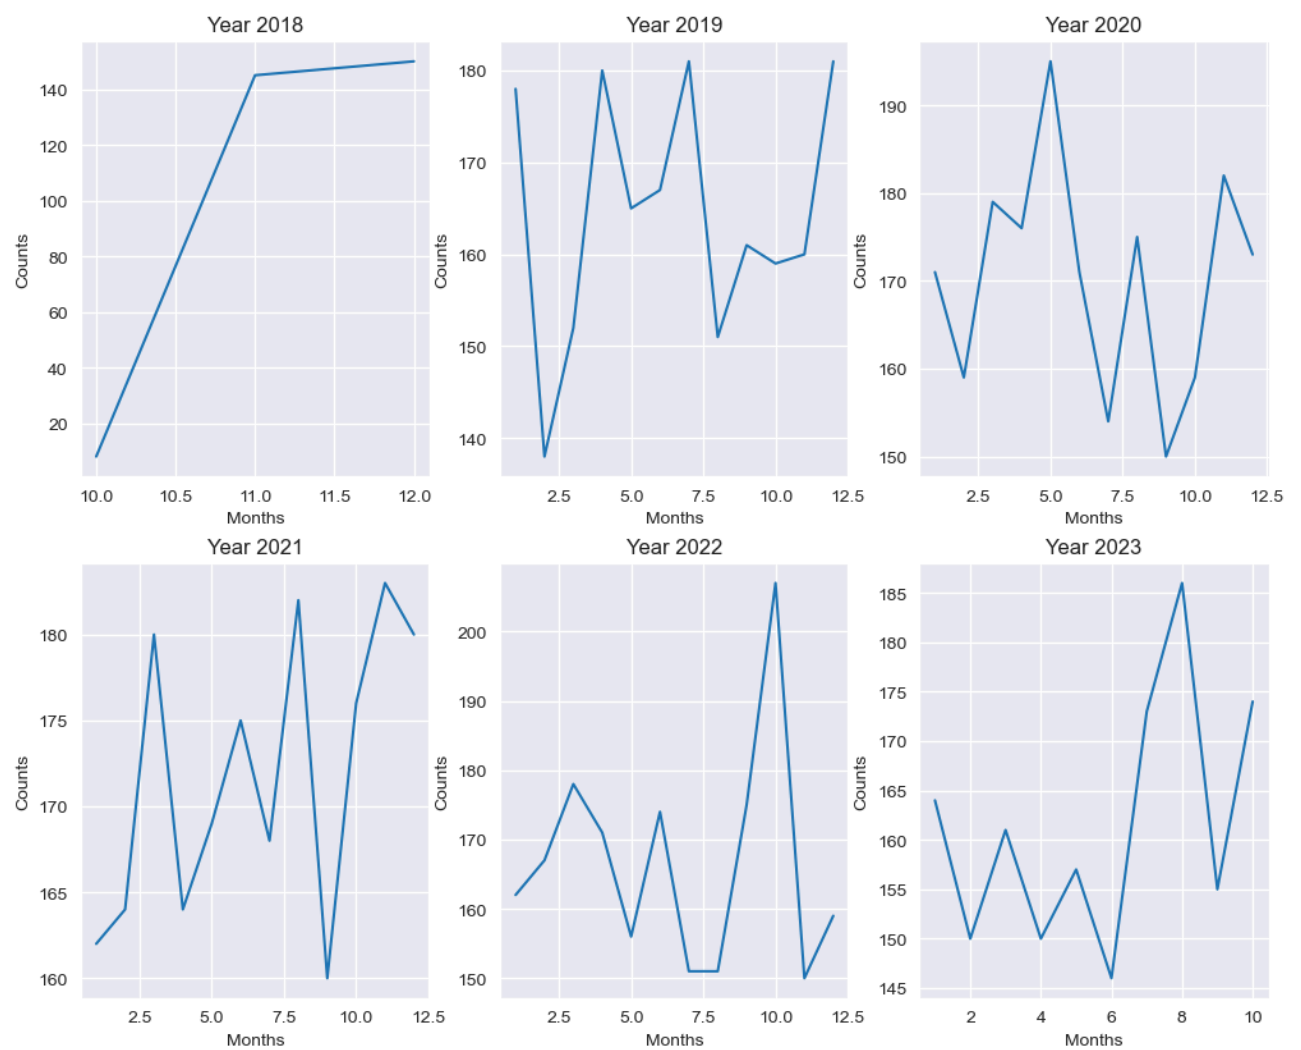 Year 2018
140
120
100
80
60
40
20
Counts
10.0 10.5 11.0 11.5 12.0
Months
Year 2019
180
170
160
150
140
Counts
2.5 5.0 7.5 10.0 12.5
Months
Year 2020
190
180
170
160
150
Counts
2.5 5.0 7.5 10.0 12.5
Months
Year 2021
180
175
170
165
160
Counts
2.5 5.0 7.5 10.0 12.5
Months
Year 2022
200
190
180
170
160
150
Counts
2.5 5.0 7.5 10.0 12.5
Months
Year 2023
185
180
175
170
165
160
155
150
145
Counts
2 4 6 8 10
Months